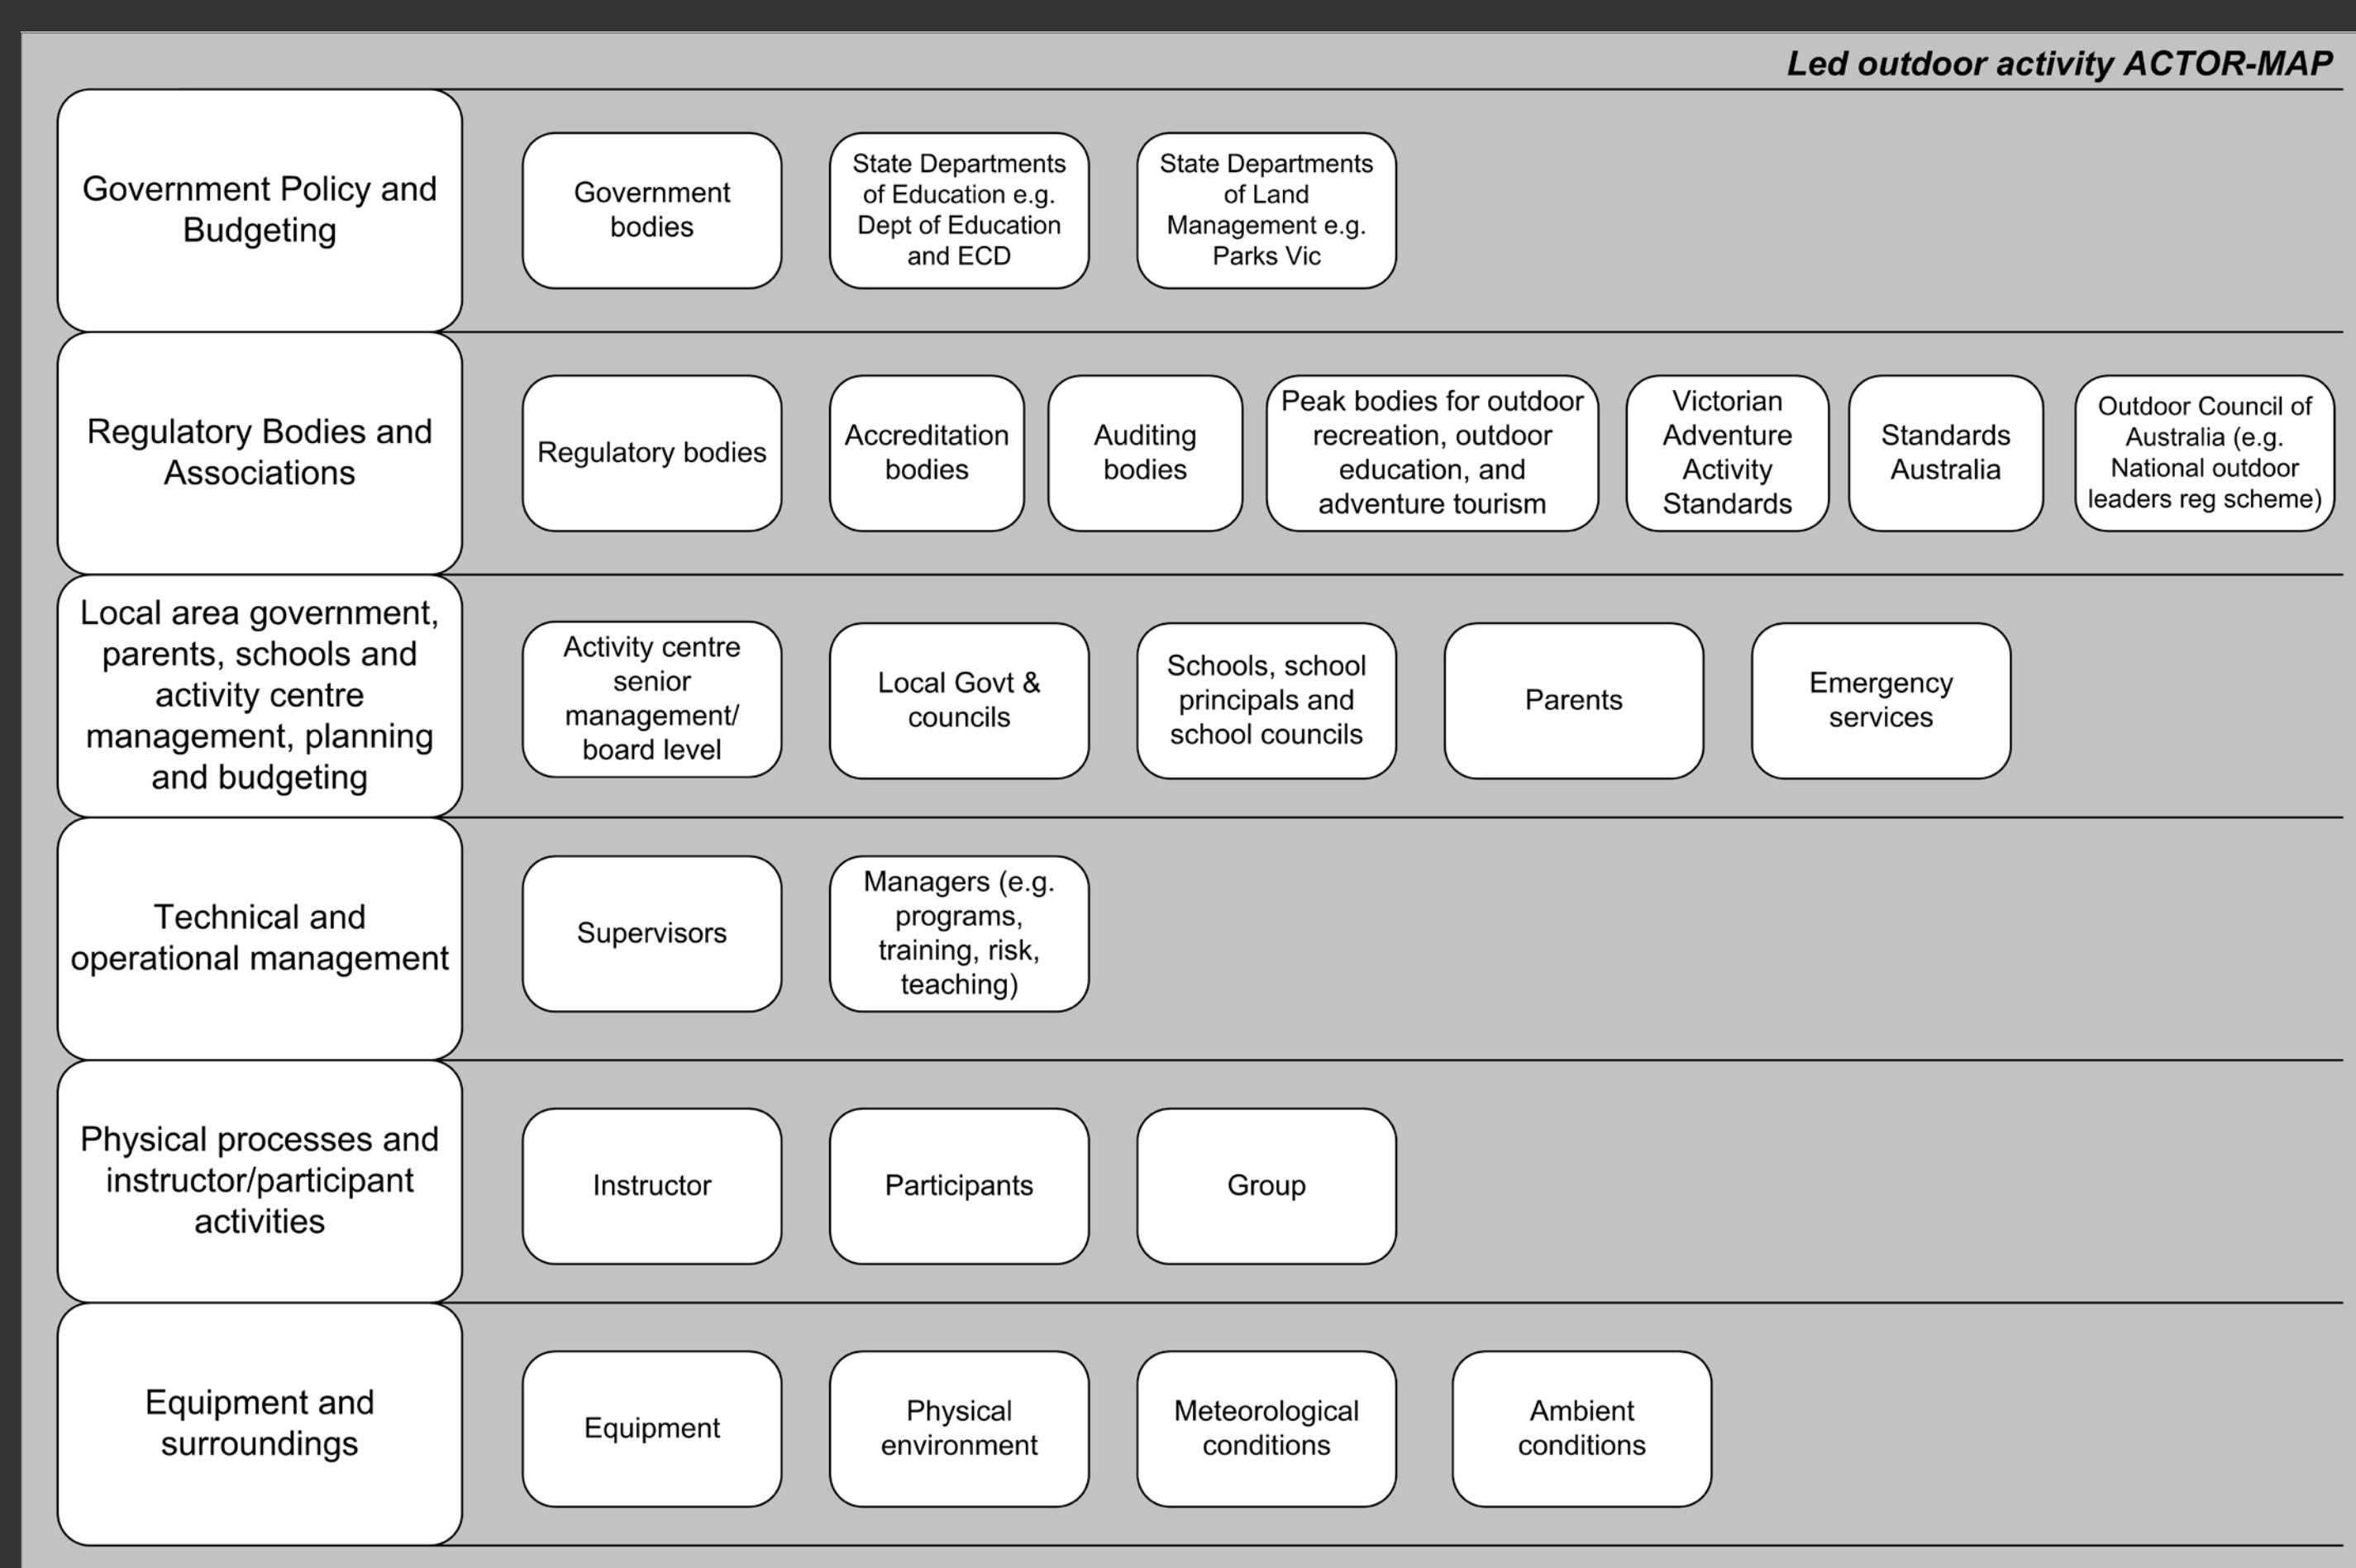 Led outdoor activity ACTOR-MAP
Government Policy and
Budgeting
Government
bodies
State Departments
of Education e.g.
Dept of Education
and ECD
State Departments
of Land
Management e.g.
Parks Vic
Regulatory Bodies and
Associations
Regulatory bodies
Accreditation
bodies
Auditing
bodies
Peak bodies for outdoor
recreation, outdoor
education, and
adventure tourism
Victorian
Adventure
Activity
Standards
Standards
Australia
Outdoor Council of
Australia (e.g.
National outdoor
leaders reg scheme)
Local area government,
parents, schools and
activity centre
management, planning
and budgeting
Activity centre
senior
management/
board level
Local Govt &
councils
Schools, school
principals and
school councils
Parents
Emergency
services
Technical and
operational management
Supervisors
Managers (e.g.
programs,
training, risk,
teaching)
Physical processes and
instructor/participant
activities
Instructor
Participants
Group
Equipment and
surroundings
Equipment
Physical
environment
Meteorological
conditions
Ambient
conditions